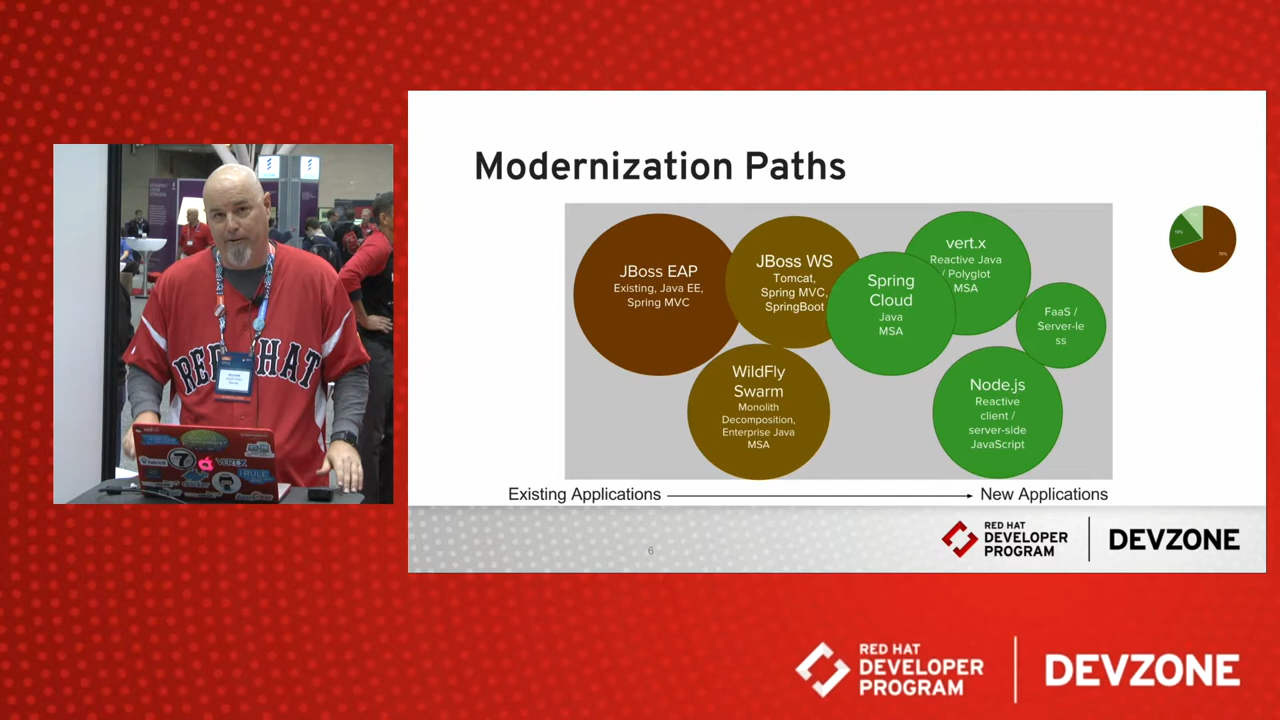 Modernization Paths
JBoss EAP
Existing, Java EE,
Spring MVC
JBoss WS
Tomcat,
Spring MVC,
SpringBoot
WildFly
Swarm
Monolith
Decomposition,
Enterprise Java
MSA
Spring
Cloud
Java
MSA
vert.x
Reactive Java
/ Polyglot
MSA
FaaS /
Server-le
ss
Node.js
Reactive
client /
server-side
JavaScript
Existing Applications
New Applications
6
RED HAT
DEVELOPER
PROGRAM
DEVZONE
RED HAT
VERT.X
7
RED HAT
DEVELOPER
PROGRAM
DEVZONE